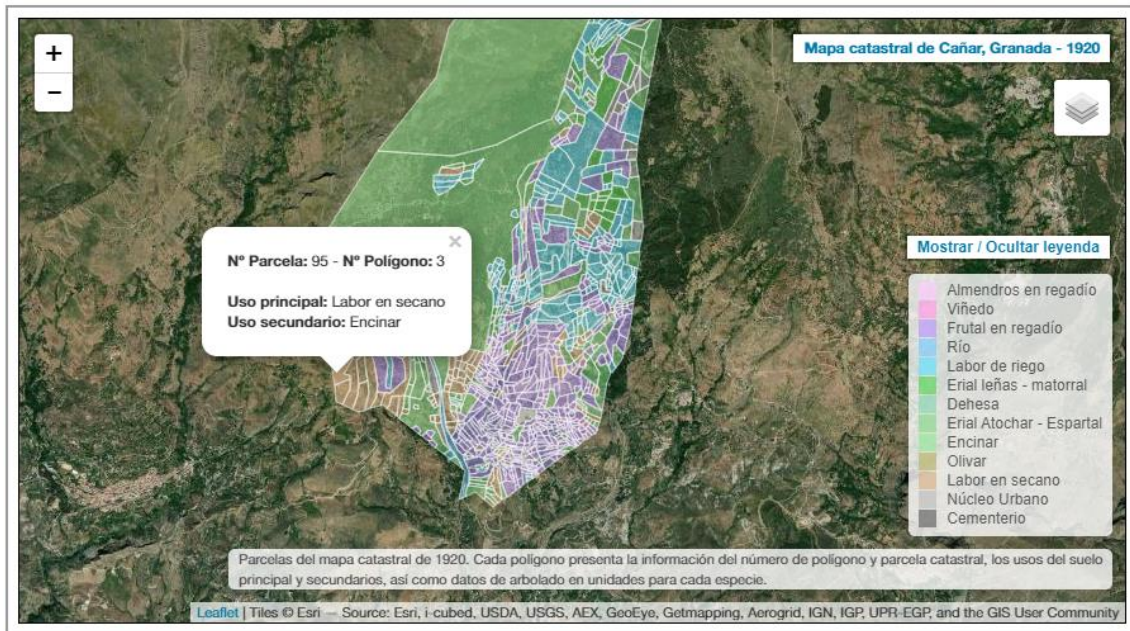 +
−
Mapa catastral de Cañar, Granada - 1920
×
Nº Parcela: 95 - Nº Polígono: 3
Uso principal: Labor en secano
Uso secundario: Encinar
Mostrar / Ocultar leyenda
Almendros en regadío
Viñedo
Frutal en regadío
Río
Labor de riego
Erial leñas - matorral
Dehesa
Erial Atochar - Espartal
Encinar
Olivar
Labor en secano
Núcleo Urbano
Cementerio
Parcelas del mapa catastral de 1920. Cada polígono presenta la información del número de polígono y parcela catastral, los usos del suelo
principal y secundarios, así como datos de arbolado en unidades para cada especie.
Leaflet | Tiles © Esri — Source: Esri, i-cubed, USDA, USGS, AEX, GeoEye, Getmapping, Aerogrid, IGN, IGP, UPR-EGP, and the GIS User Community